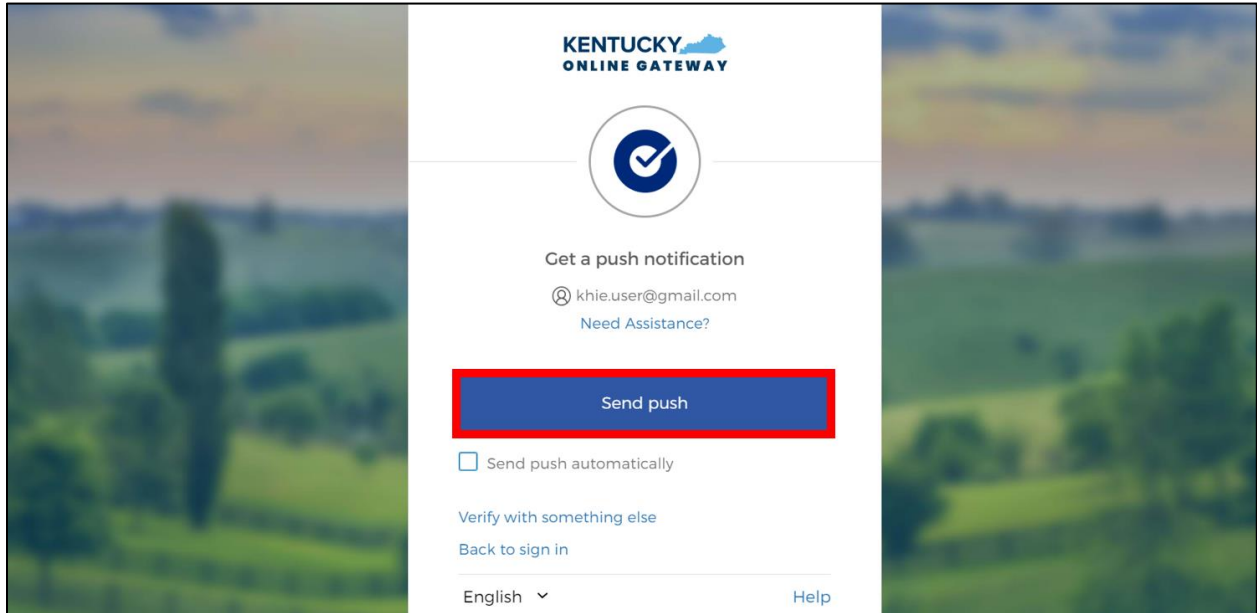 KENTUCKY
ONLINE GATEWAY
Get a push notification
khie.user@gmail.com
Need Assistance?
Send push
Send push automatically
Verify with something else
Back to sign in
English
Help